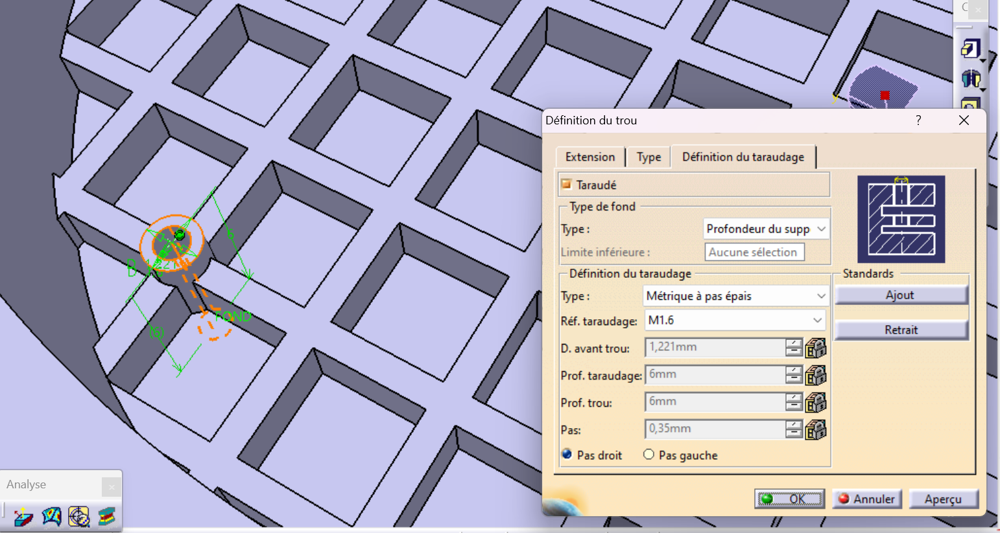 C
Définition du trou
?
Extension
Type
Définition du taraudage
Taraudé
Type de fond
Type :
Profondeur du supp
Limite inférieure :
Aucune sélection
Définition du taraudage
Standards
Type :
Métrique à pas épais
Ajout
Réf. taraudage:
M1.6
Retrait
D. avant trou:
1,221mm
Prof. taraudage:
6mm
Prof. trou:
6mm
Pas:
0,35mm
Pas droit
Pas gauche
OK
Annuler
Aperçu
5
FOND
(6)
Analyse